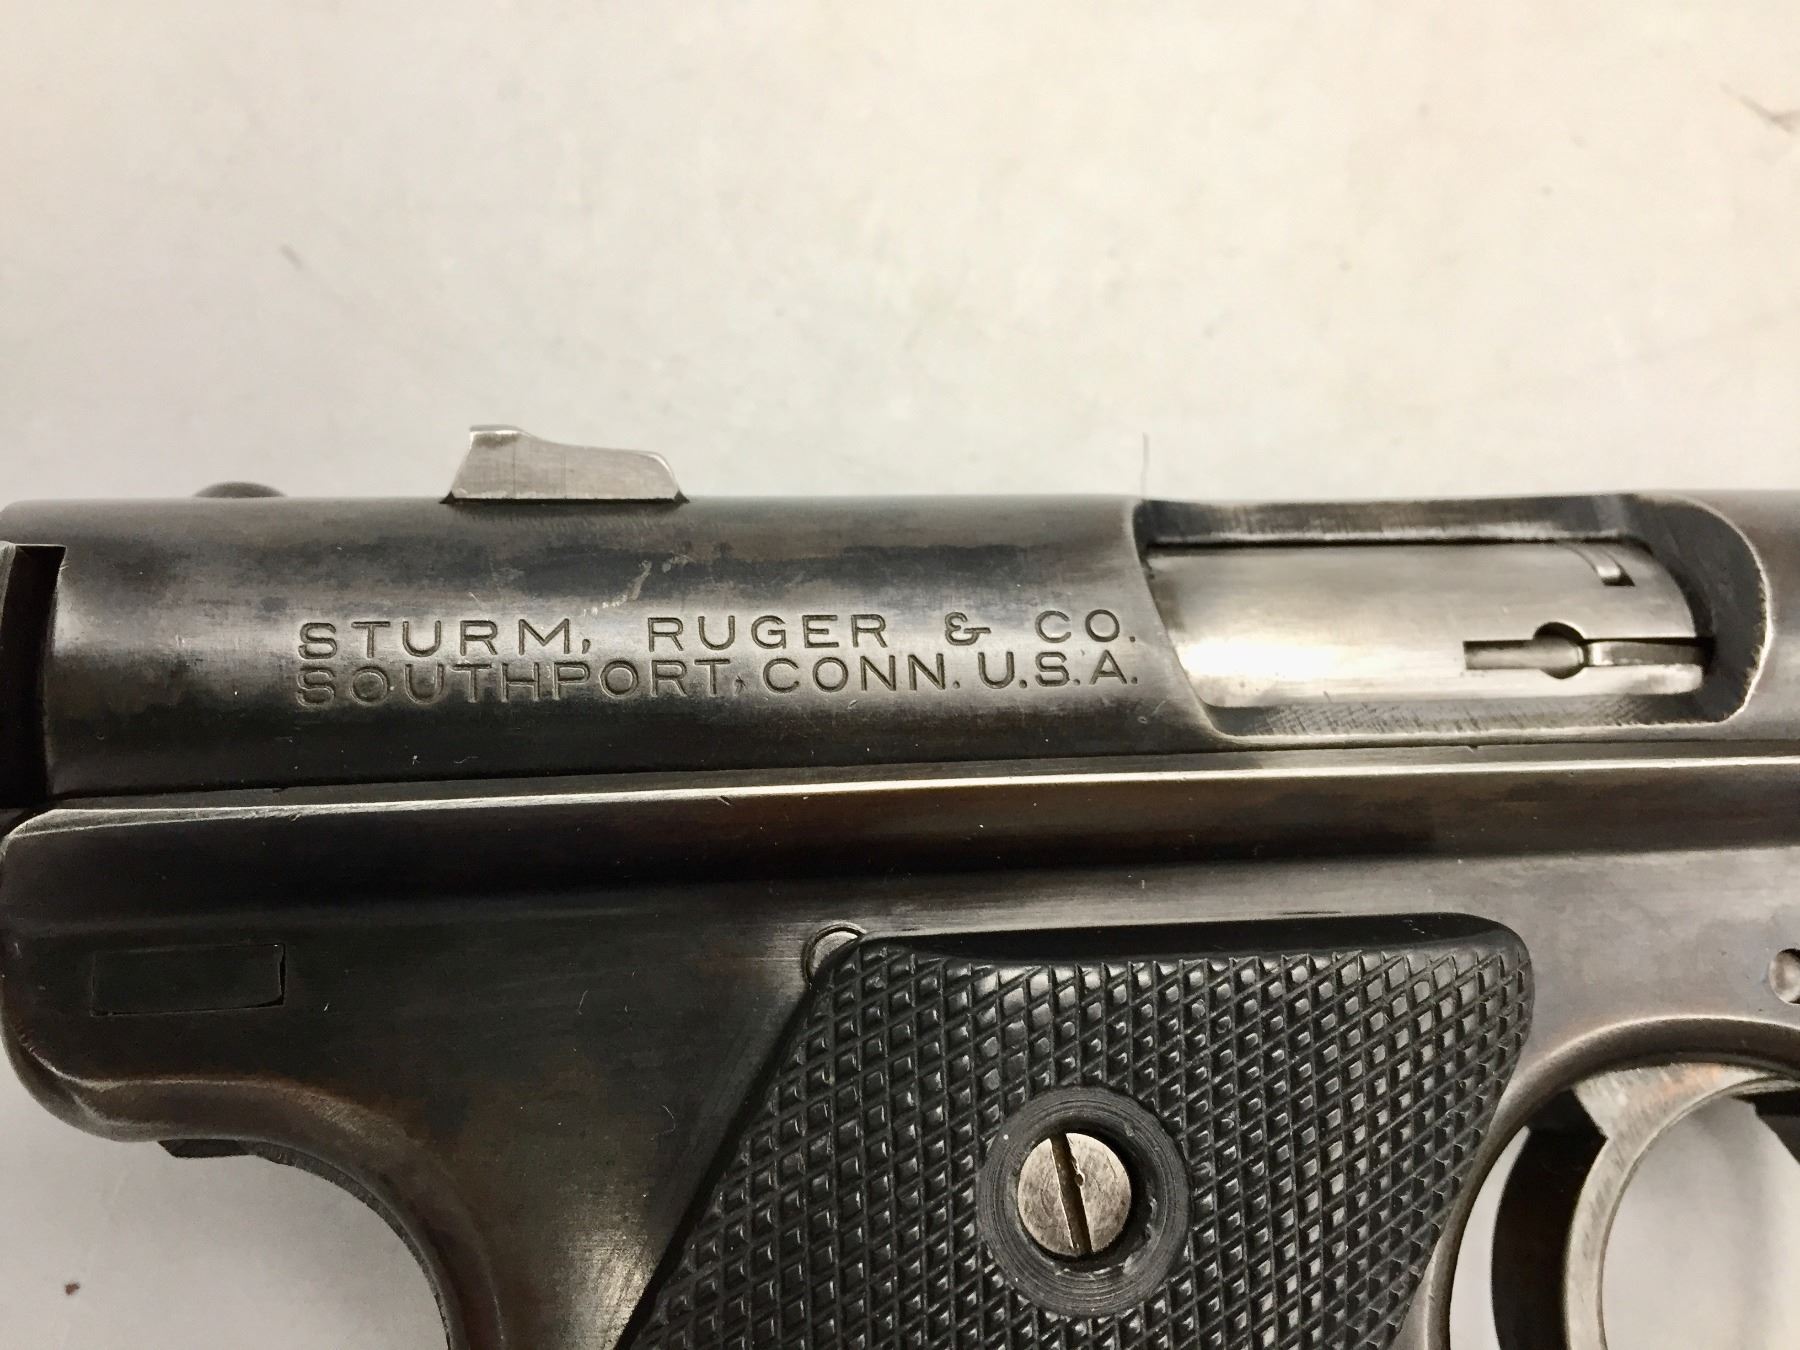 STURM, RUGER & CO.
SOUTHPORT, CONN. U.S.A.